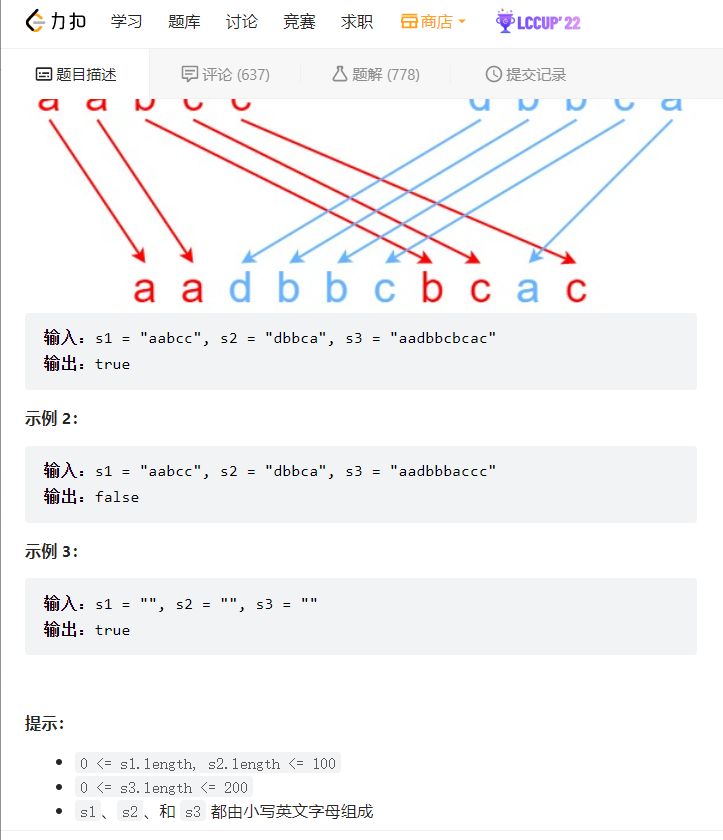 力扣 学习 题库 讨论 竞赛 求职 商店 LCCUP'22
题目描述 评论 (637) 题解 (778) 提交记录
a a b c c d b b c a
a a d b b c b c a c
输入：s1 = "aabcc", s2 = "dbbca", s3 = "aadbbcbcac"
输出：true
示例 2：
输入：s1 = "aabcc", s2 = "dbbca", s3 = "aadbbbaccc"
输出：false
示例 3：
输入：s1 = "", s2 = "", s3 = ""
输出：true
提示：
0 <= s1.length, s2.length <= 100
0 <= s3.length <= 200
s1、s2、和 s3 都由小写英文字母组成